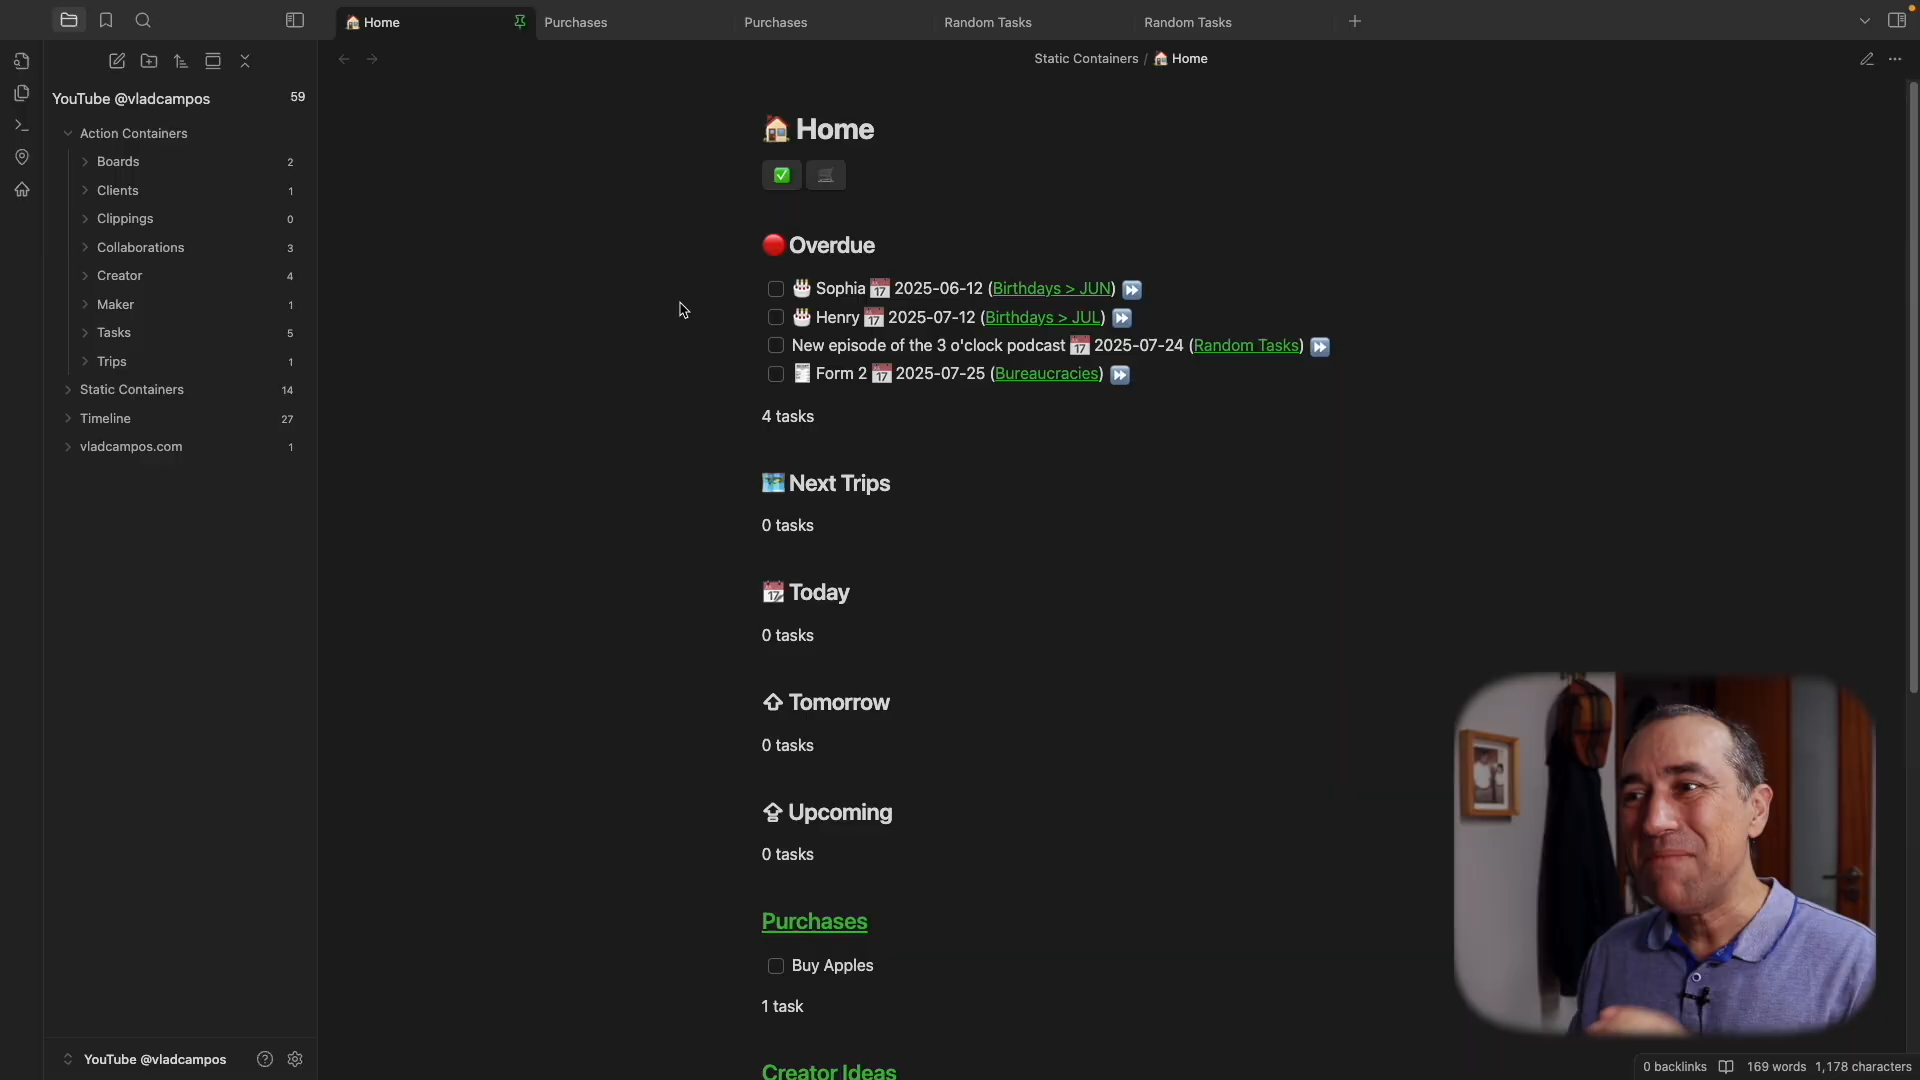 Home
Purchases
Purchases
Random Tasks
Random Tasks
Static Containers / 🏠 Home
YouTube @vladcampos 59
Action Containers
Boards 2
Clients 1
Clippings 0
Collaborations 3
Creator 4
Maker 1
Tasks 5
Trips 1
Static Containers 14
Timeline 27
vladcampos.com 1
🏠 Home
🔴 Overdue
🎂 Sophia 📅 2025-06-12 (Birthdays > JUN) ⏩
🎂 Henry 📅 2025-07-12 (Birthdays > JUL) ⏩
New episode of the 3 o'clock podcast 📅 2025-07-24 (Random Tasks) ⏩
🧾 Form 2 📅 2025-07-25 (Bureaucracies) ⏩
4 tasks
🗺️ Next Trips
0 tasks
📆 Today
0 tasks
Tomorrow
0 tasks
Upcoming
0 tasks
Purchases
Buy Apples
1 task
Creator Ideas
YouTube @vladcampos
0 backlinks 169 words 1,178 characters